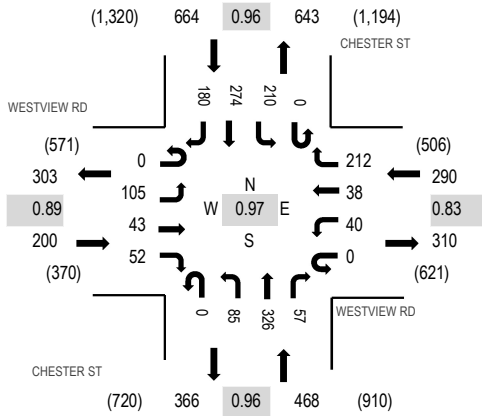 (1,320) 664 0.96 643 (1,194)
CHESTER ST
180 274 210 0
WESTVIEW RD
(571) (506)
303 0 212 290
105 N 38
0.89 W 0.97 E 0.83
200 43 S 40 310
52 0
(370) (621)
0 85 326 57
WESTVIEW RD
CHESTER ST
(720) 366 0.96 468 (910)